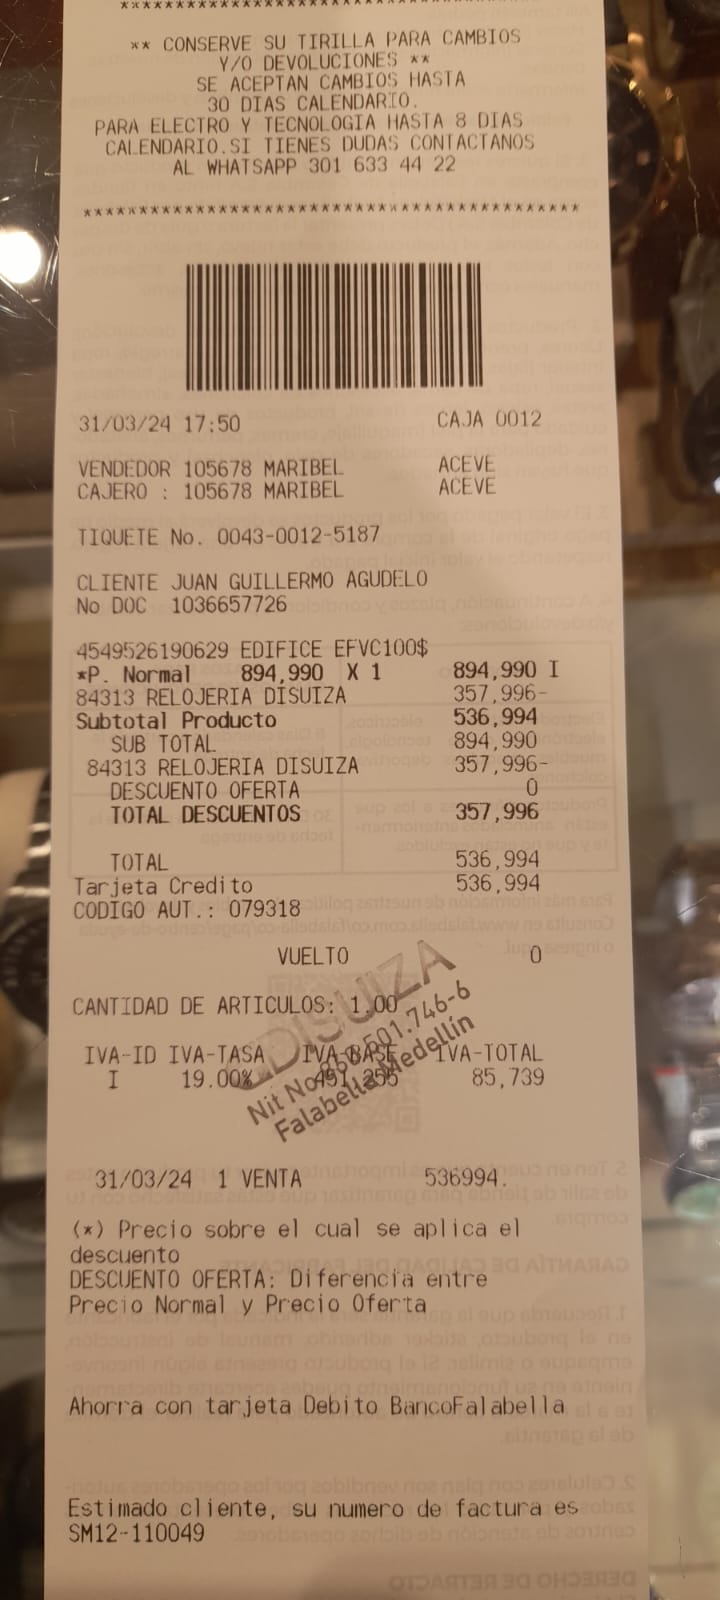 ******************************************
** CONSERVE SU TIRILLA PARA CAMBIOS
Y/O DEVOLUCIONES **
SE ACEPTAN CAMBIOS HASTA
30 DIAS CALENDARIO.
PARA ELECTRO Y TECNOLOGIA HASTA 8 DIAS
CALENDARIO.SI TIENES DUDAS CONTACTANOS
AL WHATSAPP 301 633 44 22
******************************************
31/03/24 17:50 CAJA 0012
VENDEDOR 105678 MARIBEL ACEVE
CAJERO : 105678 MARIBEL ACEVE
TIQUETE No. 0043-0012-5187
CLIENTE JUAN GUILLERMO AGUDELO
No DOC 1036657726
4549526190629 EDIFICE EFVC100$
*P. Normal 894,990 X 1 894,990 I
84313 RELOJERIA DISUIZA 357,996-
Subtotal Producto 536,994
SUB TOTAL 894,990
84313 RELOJERIA DISUIZA 357,996-
DESCUENTO OFERTA 0
TOTAL DESCUENTOS 357,996
TOTAL 536,994
Tarjeta Credito 536,994
CODIGO AUT.: 079318
VUELTO 0
CANTIDAD DE ARTICULOS: 1.00
DISUIZA
IVA-ID IVA-TASA IVA-BASE IVA-TOTAL
I 19.00% 451,255 85,739
Falabella Medellín
31/03/24 1 VENTA 536994.
(*) Precio sobre el cual se aplica el
descuento
DESCUENTO OFERTA: Diferencia entre
Precio Normal y Precio Oferta
Ahorra con tarjeta Debito BancoFalabella
Estimado cliente, su numero de factura es
SM12-110049